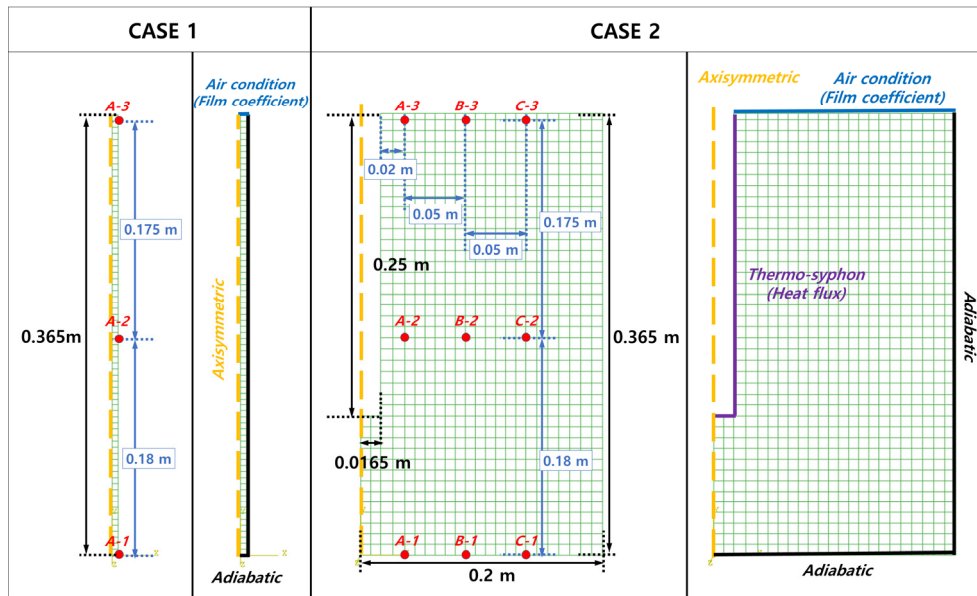 CASE 1
CASE 2
A-3
0.175 m
0.365m
A-2
0.18 m
A-1
Air condition
(Film coefficient)
Axisymmetric
Adiabatic
A-3
B-3
C-3
0.02 m
0.05 m
0.05 m
0.175 m
0.25 m
A-2
B-2
C-2
0.365 m
0.0165 m
0.18 m
A-1
B-1
C-1
0.2 m
Axisymmetric
Air condition
(Film coefficient)
Thermo-syphon
(Heat flux)
Adiabatic
Adiabatic